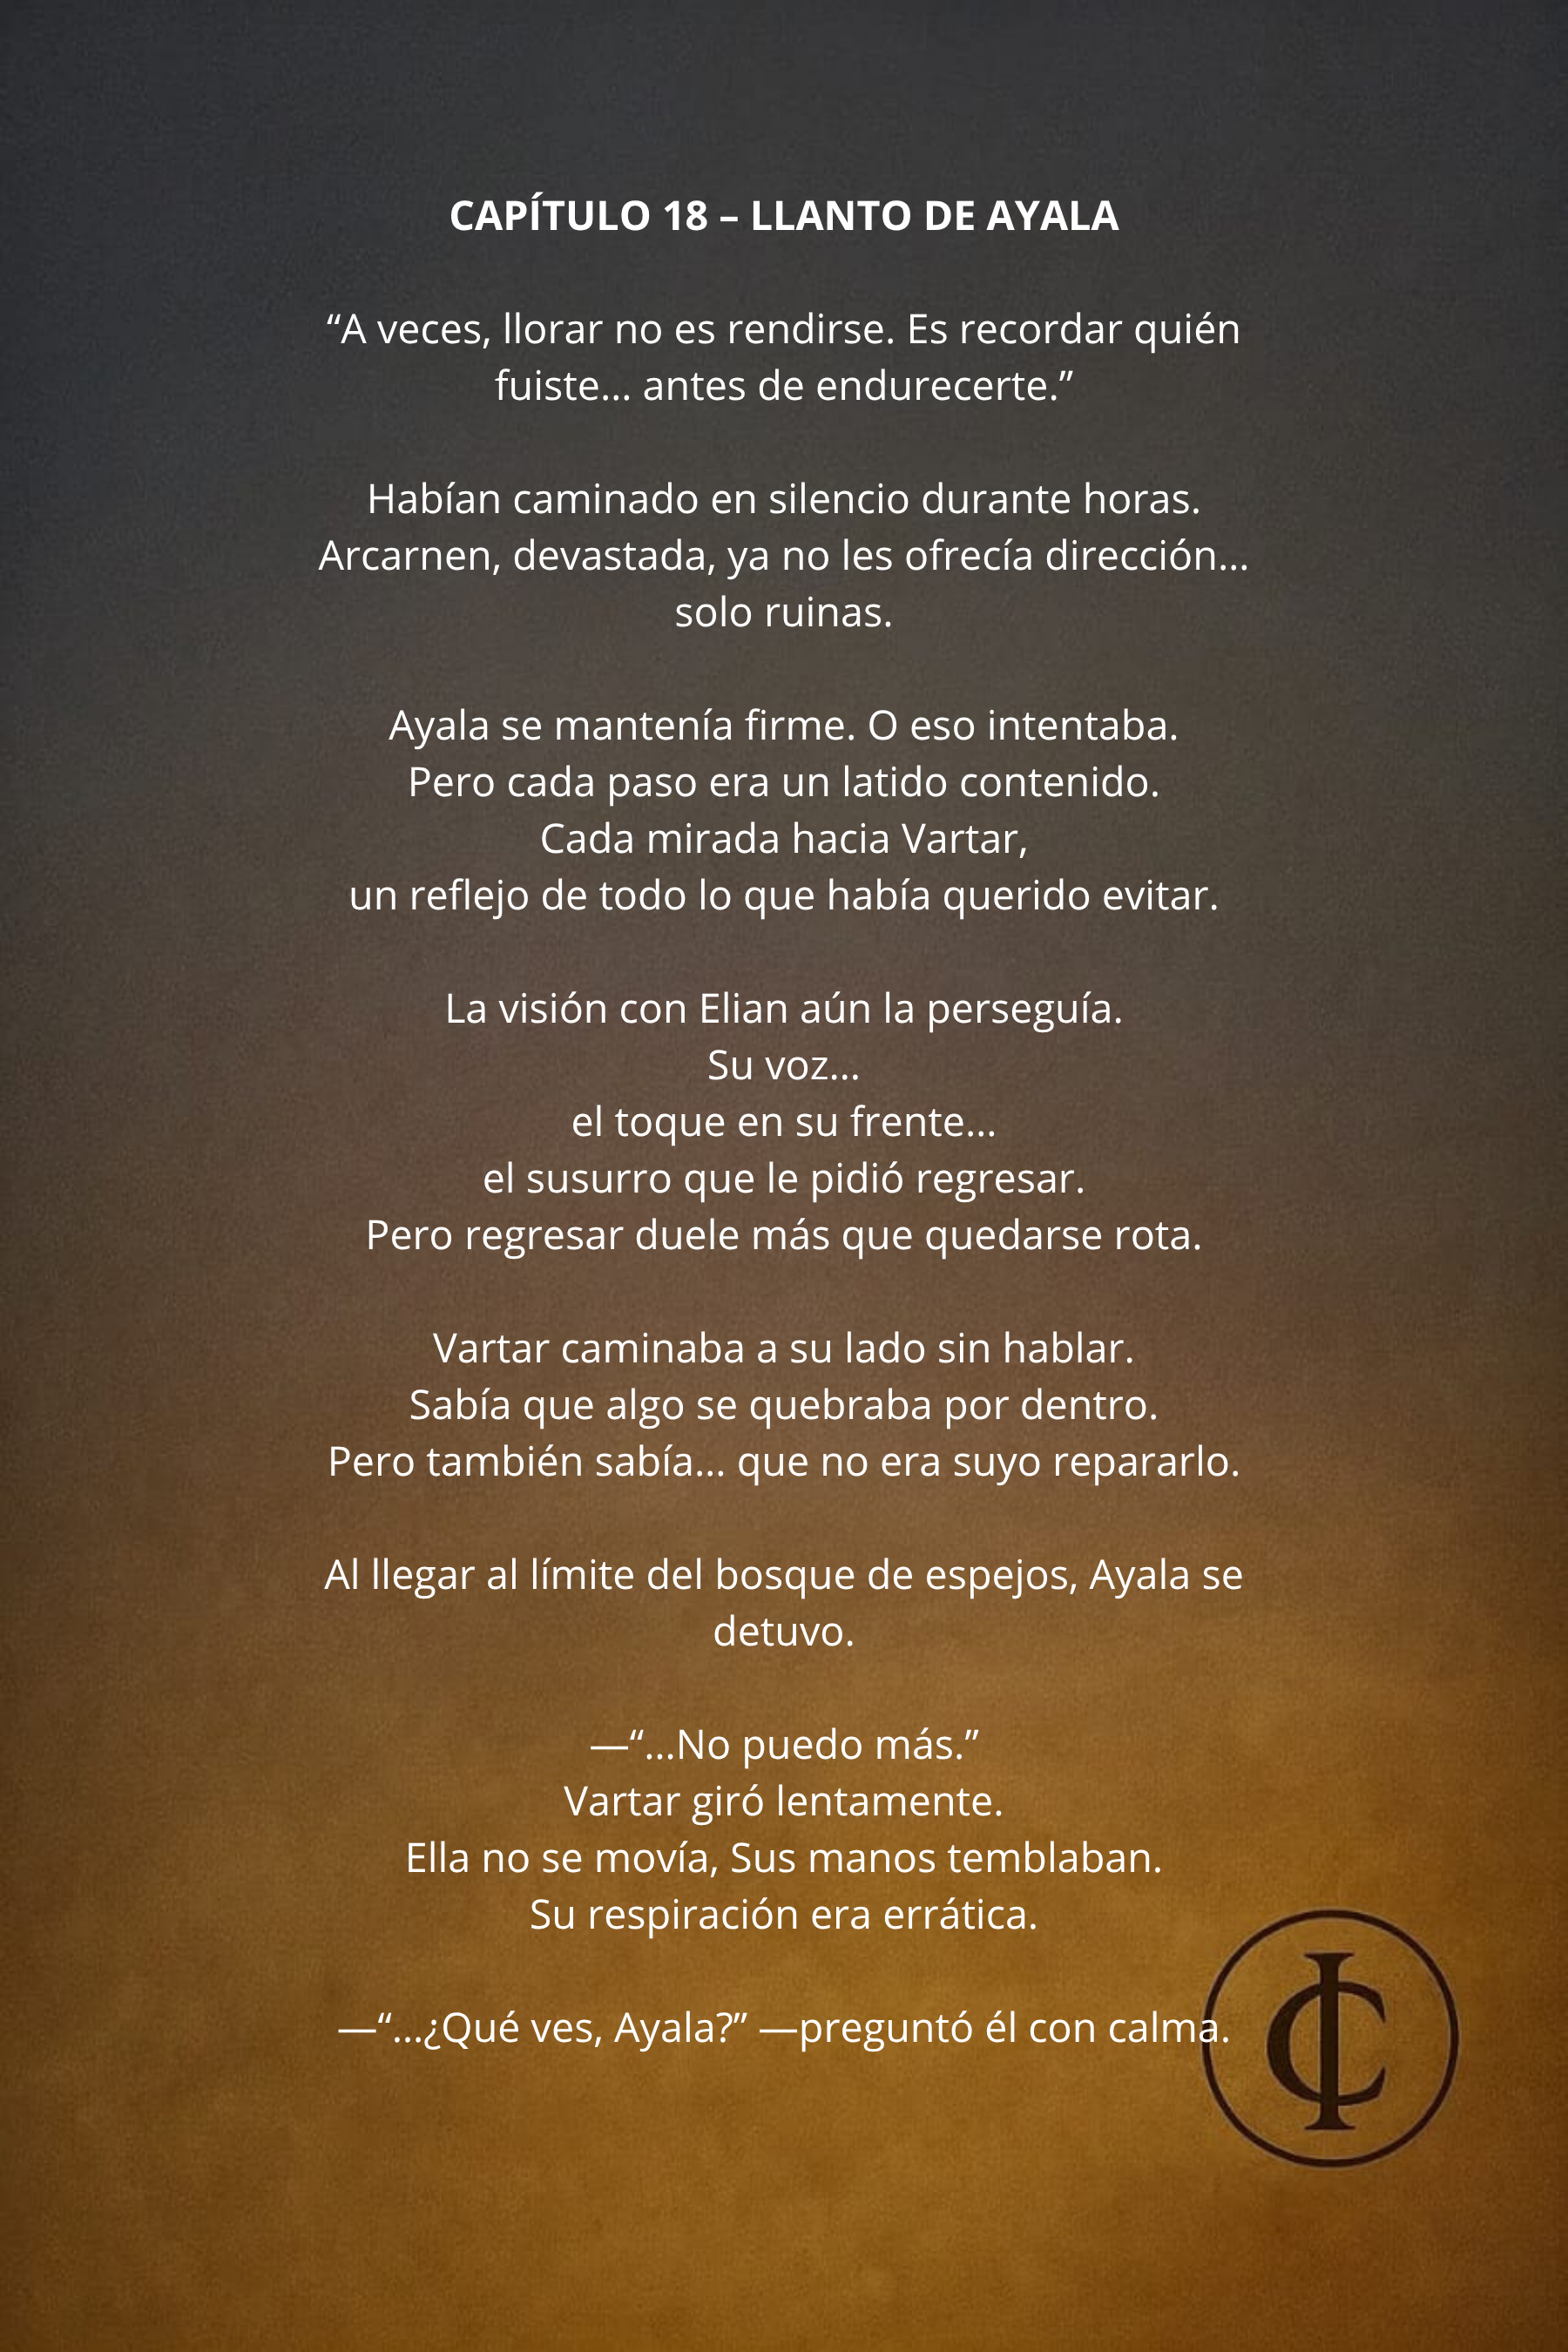 CAPÍTULO 18 – LLANTO DE AYALA
“A veces, llorar no es rendirse. Es recordar quién
fuiste… antes de endurecerte.”
Habían caminado en silencio durante horas.
Arcarnen, devastada, ya no les ofrecía dirección…
solo ruinas.
Ayala se mantenía firme. O eso intentaba.
Pero cada paso era un latido contenido.
Cada mirada hacia Vartar,
un reflejo de todo lo que había querido evitar.
La visión con Elian aún la perseguía.
Su voz…
el toque en su frente…
el susurro que le pidió regresar.
Pero regresar duele más que quedarse rota.
Vartar caminaba a su lado sin hablar.
Sabía que algo se quebraba por dentro.
Pero también sabía… que no era suyo repararlo.
Al llegar al límite del bosque de espejos, Ayala se
detuvo.
—“…No puedo más.”
Vartar giró lentamente.
Ella no se movía, Sus manos temblaban.
Su respiración era errática.
—“…¿Qué ves, Ayala?” —preguntó él con calma.
IC